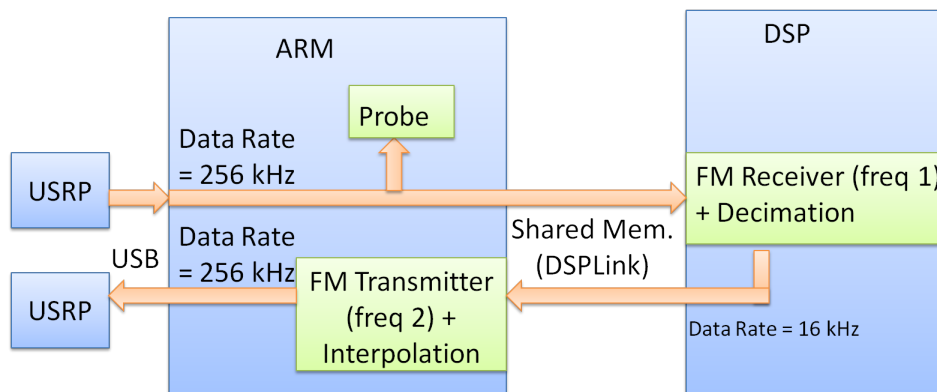 ARM
DSP
Probe
Data Rate
= 256 kHz
USRP
FM Receiver (freq 1)
+ Decimation
Shared Mem.
(DSPLink)
Data Rate
= 256 kHz
USB
USRP
FM Transmitter
(freq 2) +
Interpolation
Data Rate = 16 kHz